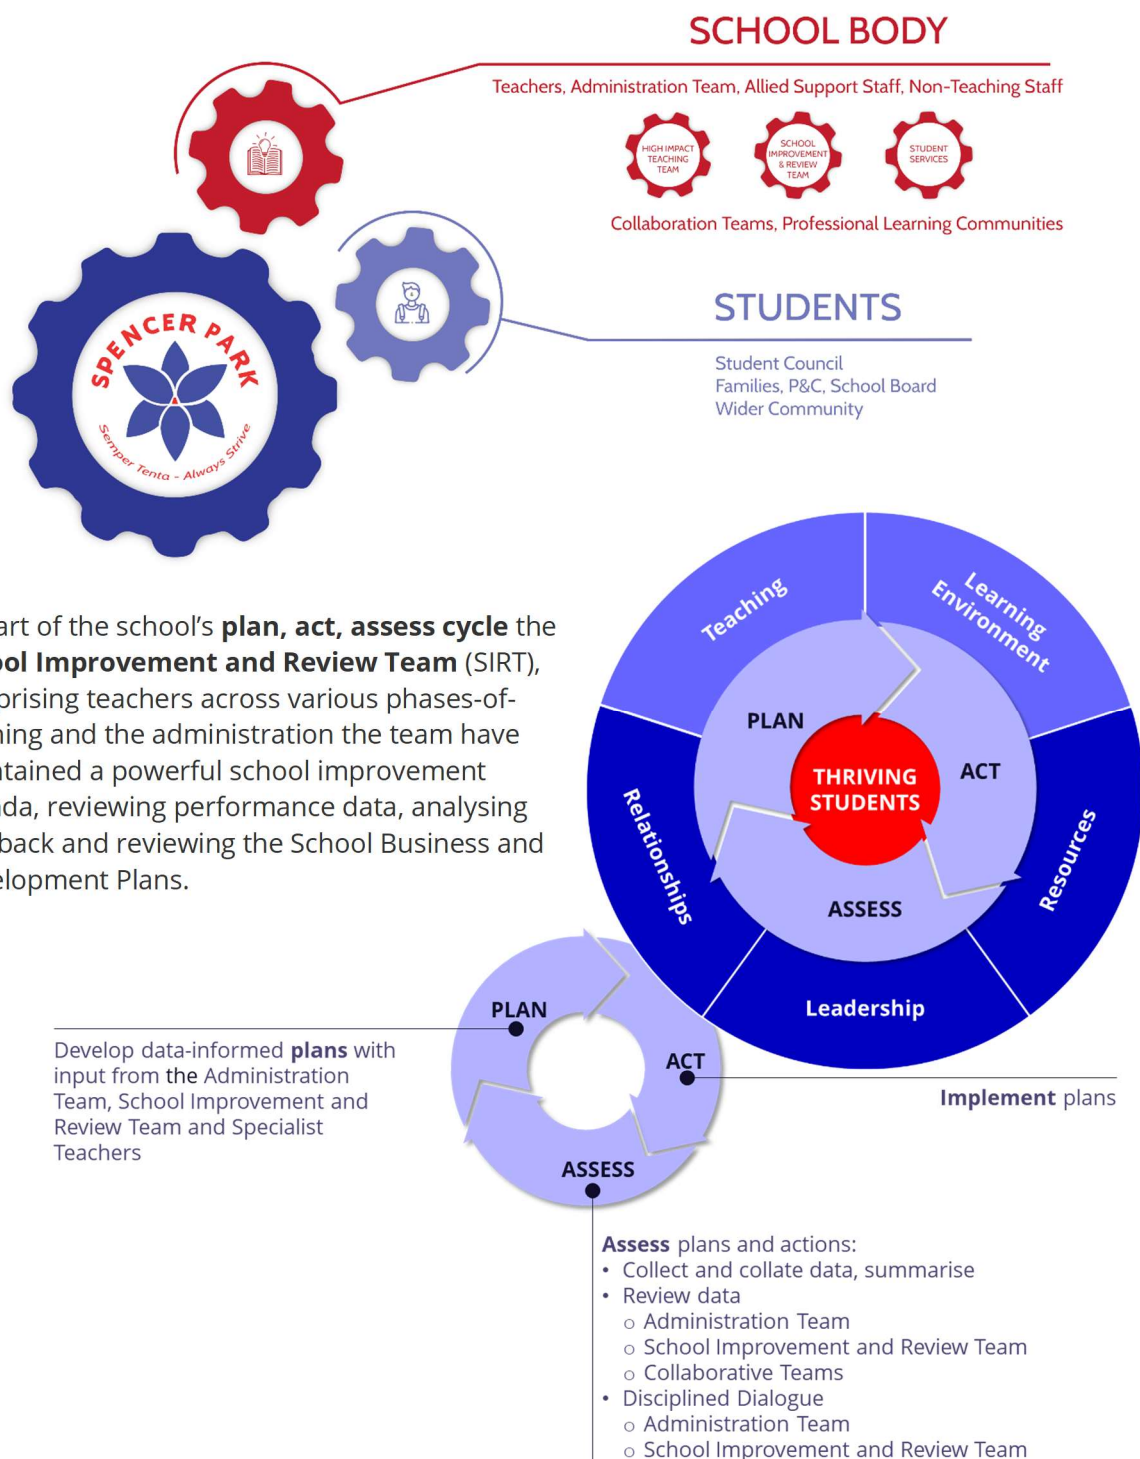 SCHOOL BODY
Teachers, Administration Team, Allied Support Staff, Non-Teaching Staff
HIGH IMPACT
TEACHING
TEAM
SCHOOL
IMPROVEMENT
& REVIEW
TEAM
STUDENT
SERVICES
Collaboration Teams, Professional Learning Communities
SPENCER PARK
Semper Tenta - Always Strive
STUDENTS
Student Council
Families, P&C, School Board
Wider Community
art of the school’s plan, act, assess cycle the
ol Improvement and Review Team (SIRT),
prising teachers across various phases-of-
ning and the administration the team have
ntained a powerful school improvement
da, reviewing performance data, analysing
back and reviewing the School Business and
elopment Plans.
Teaching
Learning
Environment
Relationships
Resources
Leadership
PLAN
ACT
ASSESS
THRIVING
STUDENTS
PLAN
Develop data-informed plans with
input from the Administration
Team, School Improvement and
Review Team and Specialist
Teachers
ACT
Implement plans
ASSESS
Assess plans and actions:
• Collect and collate data, summarise
• Review data
o Administration Team
o School Improvement and Review Team
o Collaborative Teams
• Disciplined Dialogue
o Administration Team
o School Improvement and Review Team